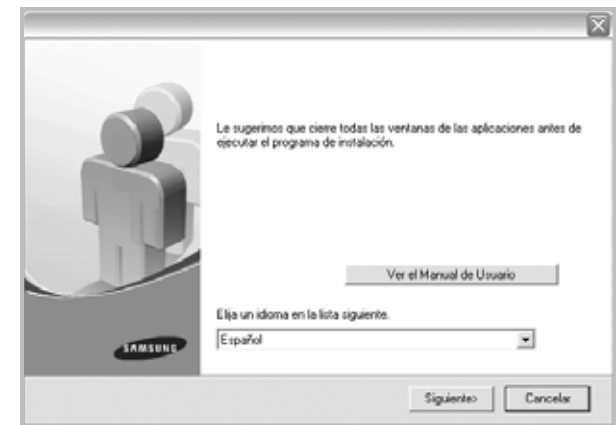 Le sugerimos que cierre todas las ventanas de las aplicaciones antes de
ejecutar el programa de instalación.
Ver el Manual de Usuario
Elija un idioma en la lista siguiente.
Español
SAMSUNG
Siguiente>
Cancelar